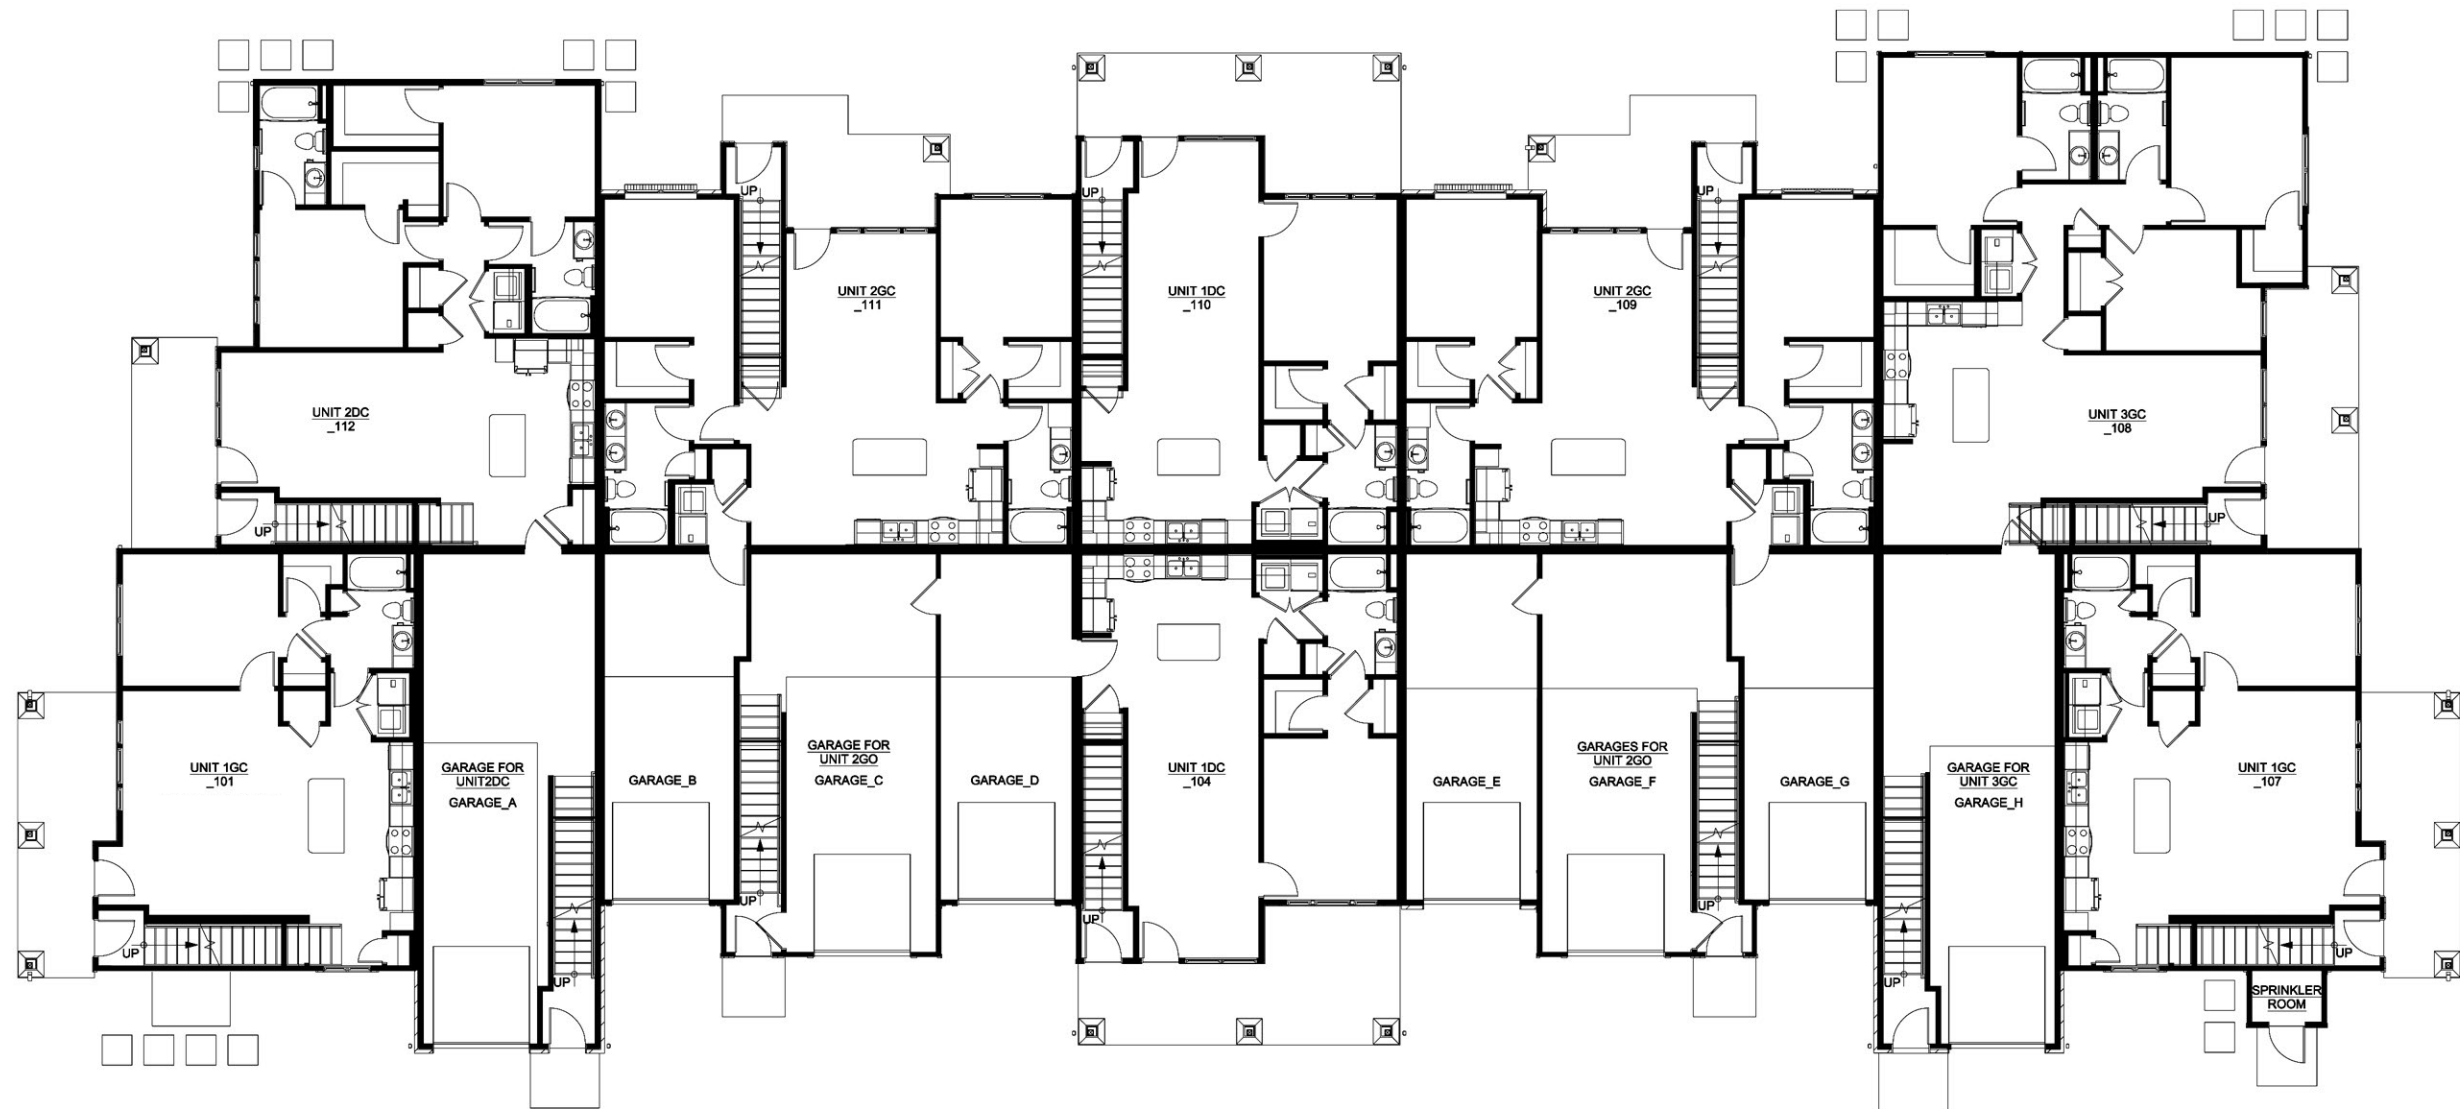 UP
UP
UP
UP
UNIT 2GC
_111
UNIT 1DC
_110
UNIT 2GC
_109
UNIT 2DC
_112
UNIT 3GC
_108
UP
UP
UNIT 1GC
_101
GARAGE FOR
UNIT2DC
GARAGE_A
GARAGE_B
GARAGE FOR
UNIT 2GO
GARAGE_C
GARAGE_D
UNIT 1DC
_104
GARAGE_E
GARAGES FOR
UNIT 2GO
GARAGE_F
GARAGE_G
GARAGE FOR
UNIT 3GC
GARAGE_H
UNIT 1GC
_107
UP
UP
UP
UP
UP
UP
UP
SPRINKLER
ROOM